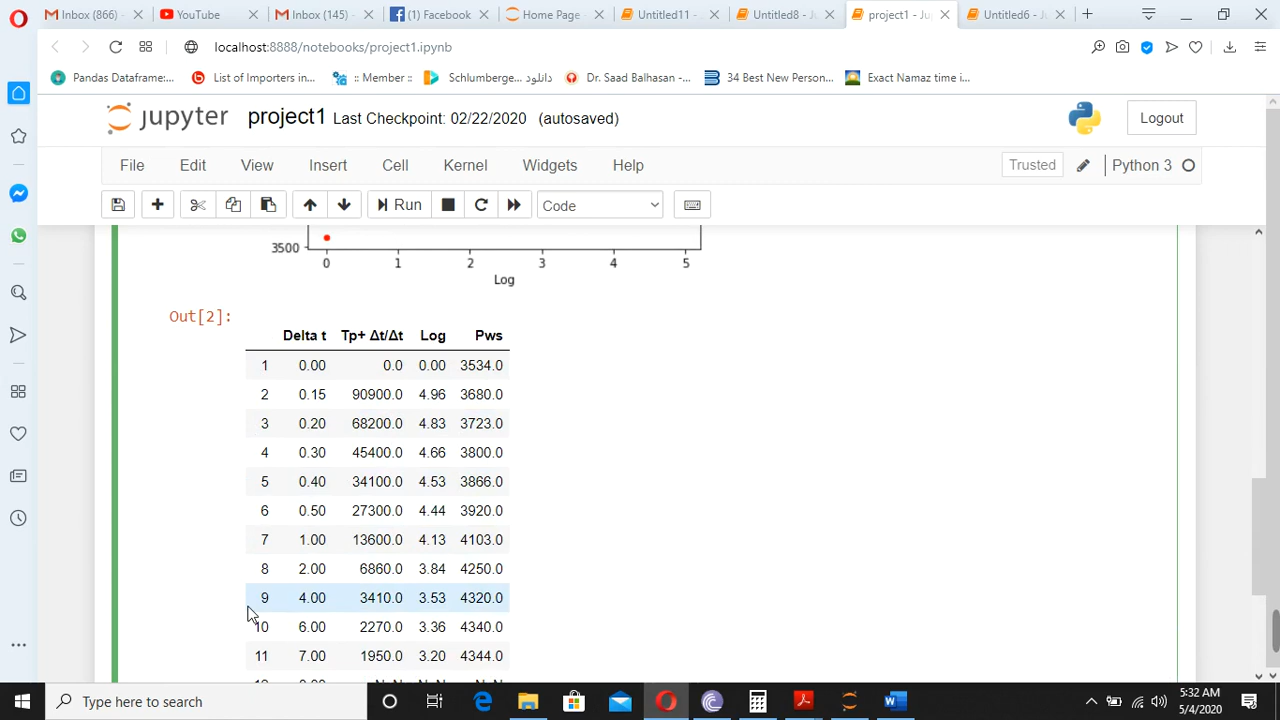 Inbox (866) - YouTube Inbox (145) - (1) Facebook Home Page - Untitled11 - Untitled8 - Ju project1 - Ju Untitled6 - Ju
localhost:8888/notebooks/project1.ipynb
Pandas Dataframe:... List of Importers in... :: Member :: Schlumberge... دانلود Dr. Saad Balhasan -... 34 Best New Person... Exact Namaz time i...
jupyter project1 Last Checkpoint: 02/22/2020 (autosaved) Logout
File Edit View Insert Cell Kernel Widgets Help Trusted Python 3
Run Code
3500
0 1 2 3 4 5
Log
Out[2]:
Delta t Tp+ Δt/Δt Log Pws
1 0.00 0.0 0.00 3534.0
2 0.15 90900.0 4.96 3680.0
3 0.20 68200.0 4.83 3723.0
4 0.30 45400.0 4.66 3800.0
5 0.40 34100.0 4.53 3866.0
6 0.50 27300.0 4.44 3920.0
7 1.00 13600.0 4.13 4103.0
8 2.00 6860.0 3.84 4250.0
9 4.00 3410.0 3.53 4320.0
10 6.00 2270.0 3.36 4340.0
11 7.00 1950.0 3.20 4344.0
Type here to search
5:32 AM
5/4/2020